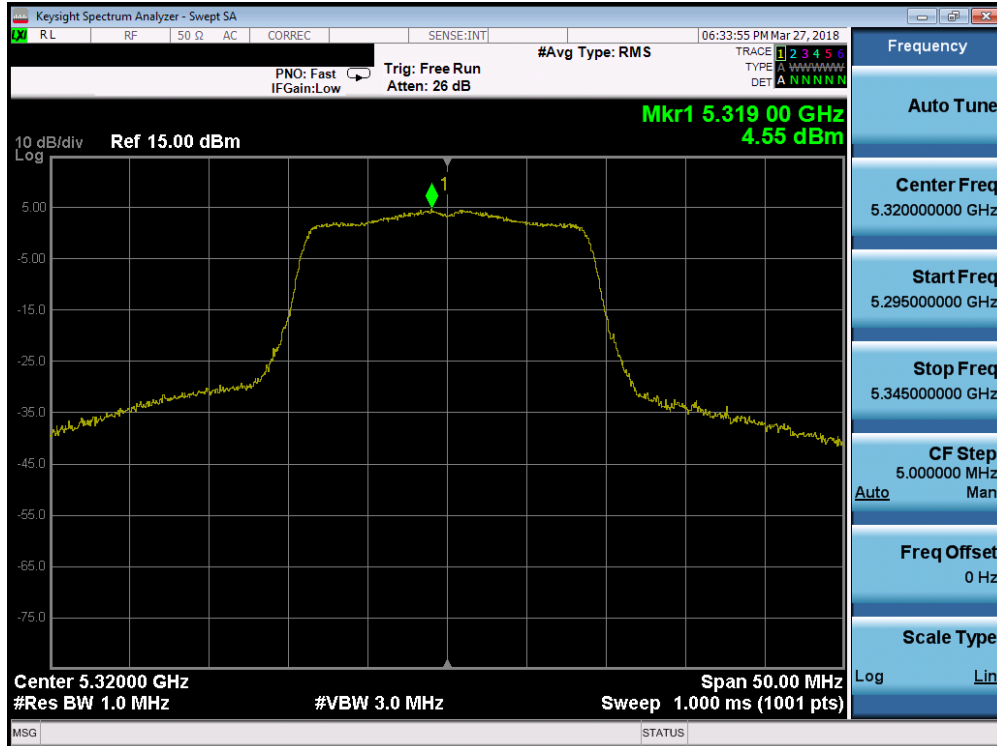 Keysight Spectrum Analyzer - Swept SA
LXI RL RF 50 Ω AC CORREC SENSE:INT 06:33:55 PM Mar 27, 2018
#Avg Type: RMS
TRACE 1 2 3 4 5 6
TYPE A WWWWW
DET A N N N N N
PNO: Fast Trig: Free Run
IFGain:Low Atten: 26 dB
Mkr1 5.319 00 GHz
4.55 dBm
10 dB/div Ref 15.00 dBm
Log
1
5.00
-5.00
-15.0
-25.0
-35.0
-45.0
-55.0
-65.0
-75.0
Center 5.32000 GHz Span 50.00 MHz
#Res BW 1.0 MHz #VBW 3.0 MHz Sweep 1.000 ms (1001 pts)
MSG STATUS
Frequency
Auto Tune
Center Freq
5.320000000 GHz
Start Freq
5.295000000 GHz
Stop Freq
5.345000000 GHz
CF Step
5.000000 MHz
Auto Man
Freq Offset
0 Hz
Scale Type
Log Lin